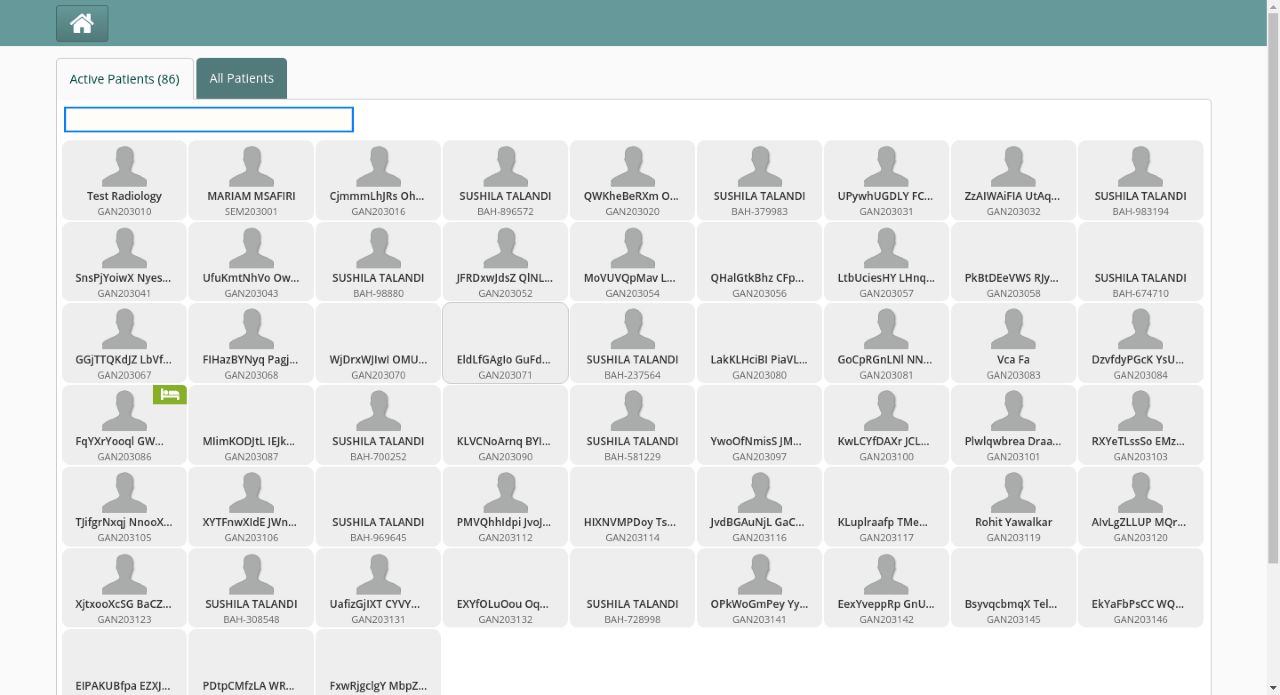 Active Patients (86)
All Patients
Test Radiology
GAN203010
MARIAM MSAFIRI
SEM203001
CjmmmLhJRs Oh...
GAN203016
SUSHILA TALANDI
BAH-896572
QWKheBeRXm O...
GAN203020
SUSHILA TALANDI
BAH-379983
UPywhUGDLY FC...
GAN203031
ZzAIWAiFIA UtAq...
GAN203032
SUSHILA TALANDI
BAH-983194
SnsPjYoiwX Nyes...
GAN203041
UfuKmtNhVo Ow...
GAN203043
SUSHILA TALANDI
BAH-98880
JFRDxwJdsZ QlNL...
GAN203052
MoVUVQpMav L...
GAN203054
QHalGtkBhz CFp...
GAN203056
LtbUciesHY LHnq...
GAN203057
PkBtDEeVWS RJy...
GAN203058
SUSHILA TALANDI
BAH-674710
GGjTTQKdJZ LbVf...
GAN203067
FIHazBYNyq Pagj...
GAN203068
WjDrxWJIwI OMU...
GAN203070
EldLfGAgIo GuFd...
GAN203071
SUSHILA TALANDI
BAH-237564
LakKLHciBI PiaVL...
GAN203080
GoCpRGnLNl NN...
GAN203081
Vca Fa
GAN203083
DzvfdyPGcK YsU...
GAN203084
FqYXrYooql GW...
GAN203086
MIimKODJtL IEJk...
GAN203087
SUSHILA TALANDI
BAH-700252
KLVCNoArnq BYI...
GAN203090
SUSHILA TALANDI
BAH-581229
YwoOfNmisS JM...
GAN203097
KwLCYfDAXr JCL...
GAN203100
Plwlqwbrea Draa...
GAN203101
RXYeTLssSo EMz...
GAN203103
TJifgrNxqj NnooX...
GAN203105
XYTFnwXIdE JWn...
GAN203106
SUSHILA TALANDI
BAH-969645
PMVQhhIdpi JvoJ...
GAN203112
HIXNVMPDoy Ts...
GAN203114
JvdBGAuNjL GaC...
GAN203116
KLuplraafp TMe...
GAN203117
Rohit Yawalkar
GAN203119
AIvLgZLLUP MQr...
GAN203120
XjtxooXcSG BaCZ...
GAN203123
SUSHILA TALANDI
BAH-308548
UafizGjIXT CYVY...
GAN203131
EXYfOLuOou Oq...
GAN203132
SUSHILA TALANDI
BAH-728998
OPkWoGmPey Yy...
GAN203141
EexYveppRp GnU...
GAN203142
BsyvqcbmqX Tel...
GAN203145
EkYaFbPsCC WQ...
GAN203146
EIPAKUBfpa EZXJ...
PDtpCMfzLA WR...
FxwRjgclgY MbpZ...